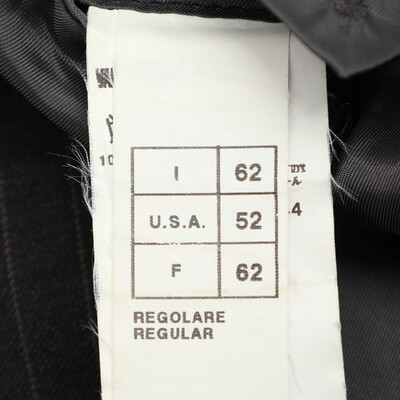 I 62
U.S.A. 52
F 62
REGOLARE
REGULAR